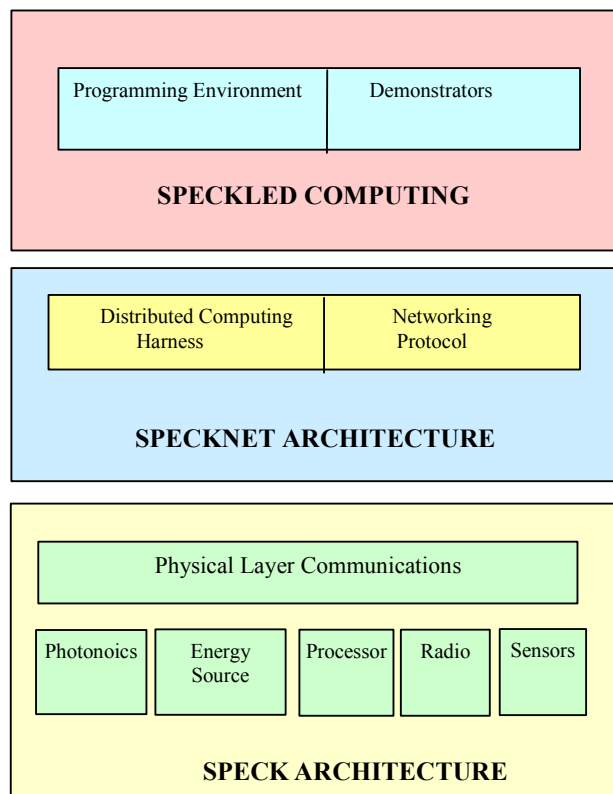 Programming Environment
Demonstrators
SPECKLED COMPUTING
Distributed Computing
Harness
Networking
Protocol
SPECKNET ARCHITECTURE
Physical Layer Communications
Photonoics
Energy
Source
Processor
Radio
Sensors
SPECK ARCHITECTURE